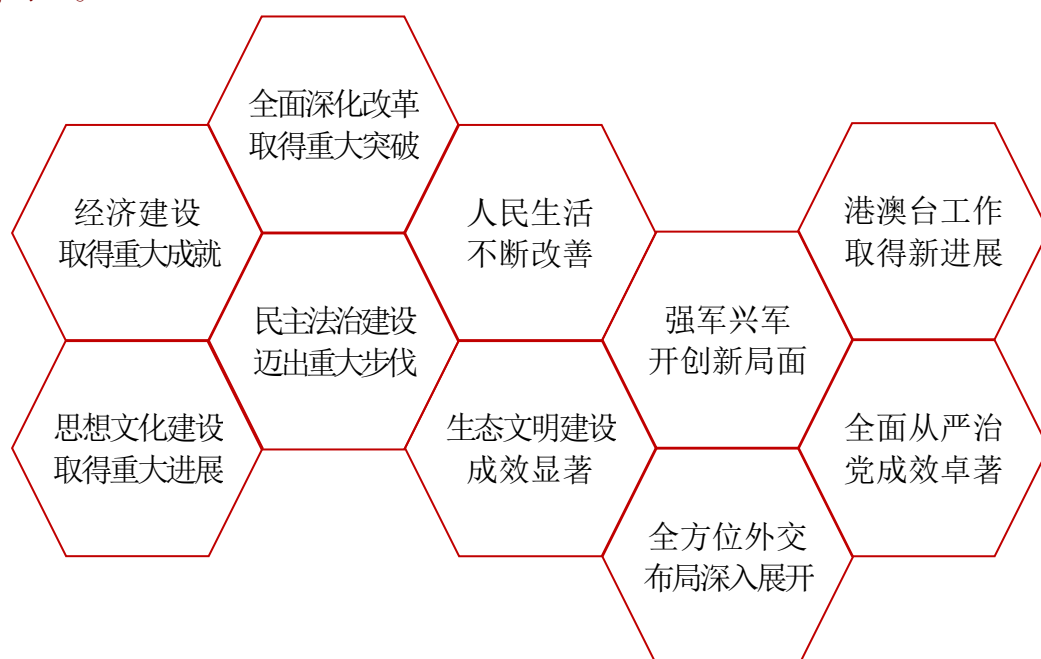 全面深化改革
取得重大突破
经济建设
取得重大成就
人民生活
不断改善
港澳台工作
取得新进展
民主法治建设
迈出重大步伐
强军兴军
开创新局面
思想文化建设
取得重大进展
生态文明建设
成效显著
全面从严治
党成效卓著
全方位外交
布局深入展开